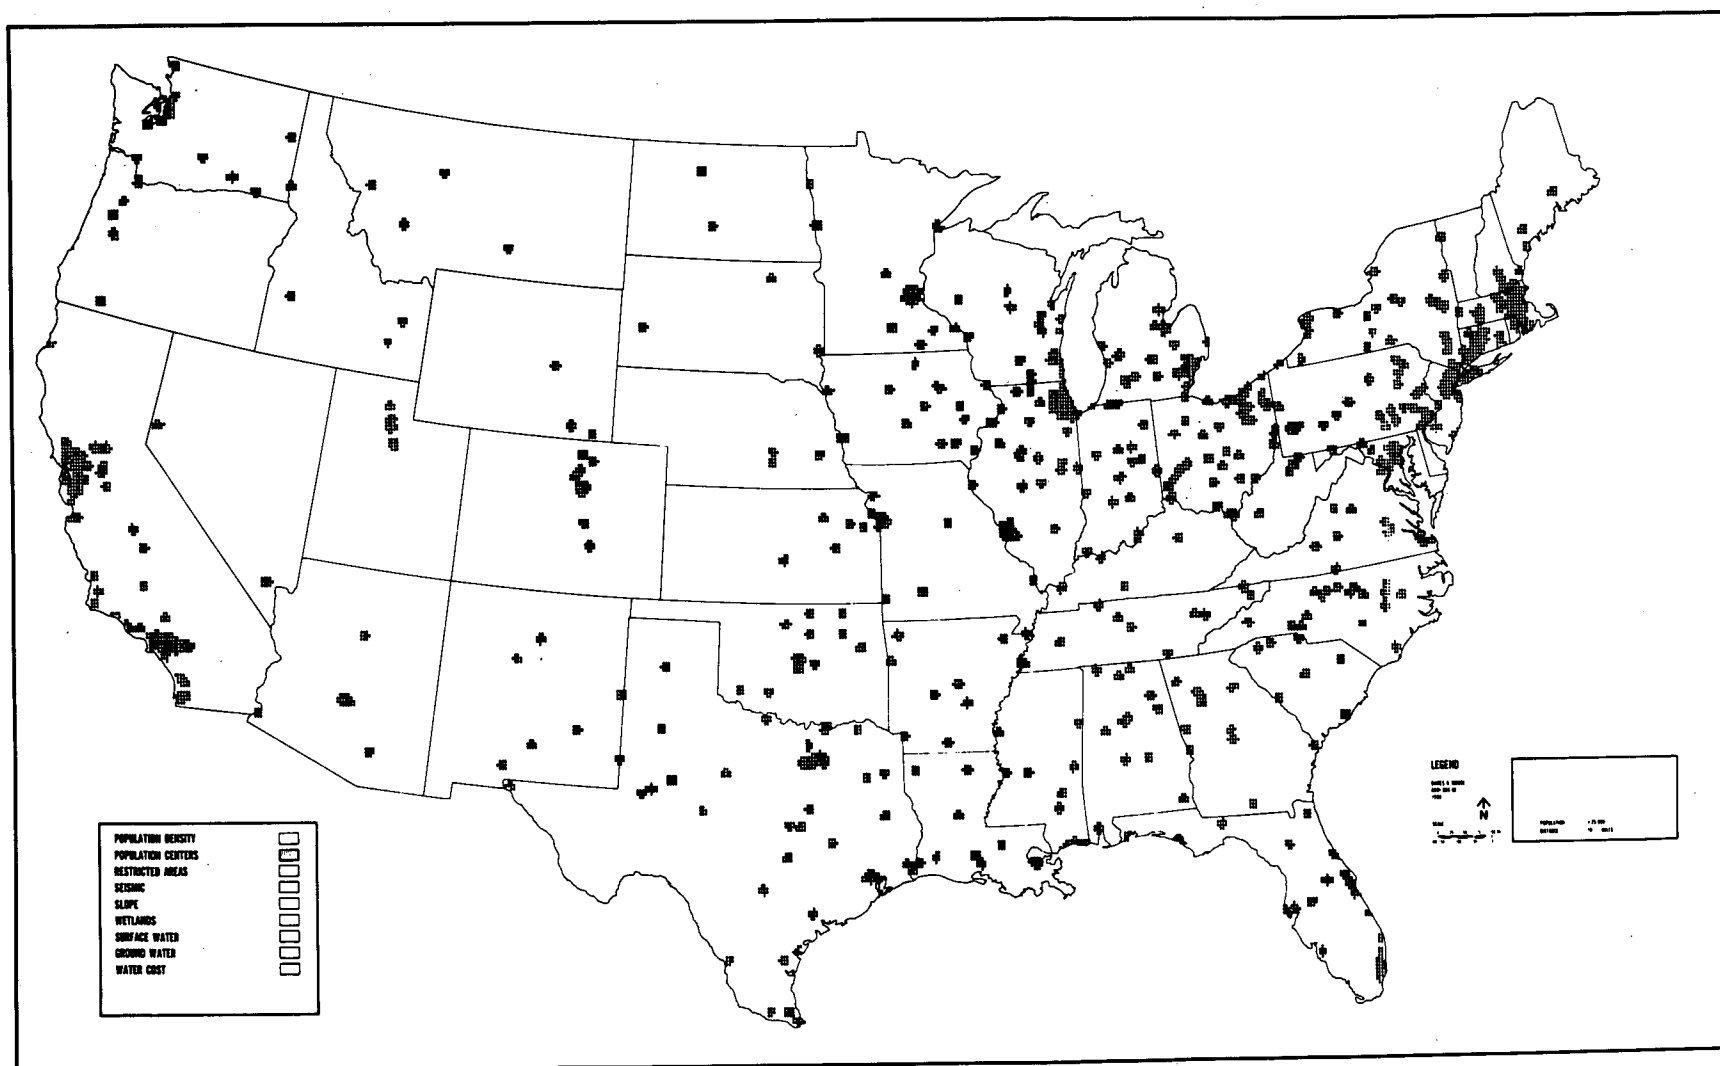 POPULATION DENSITY
POPULATION CENTERS
RESTRICTED AREAS
SEISMIC
SLOPE
WETLANDS
SURFACE WATER
GROUND WATER
WATER COST
LEGEND
N